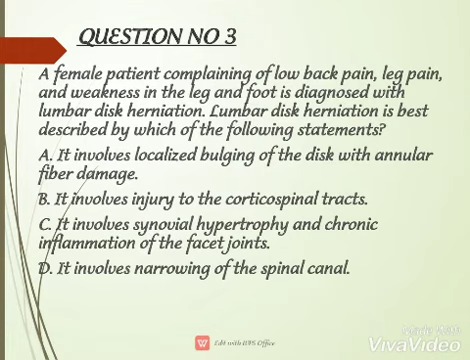 QUESTION NO 3
A female patient complaining of low back pain, leg pain,
and weakness in the leg and foot is diagnosed with
lumbar disk herniation. Lumbar disk herniation is best
described by which of the following statements?
A. It involves localized bulging of the disk with annular
fiber damage.
B. It involves injury to the corticospinal tracts.
C. It involves synovial hypertrophy and chronic
inflammation of the facet joints.
D. It involves narrowing of the spinal canal.
Edit with WPS Office
Made With
VivaVideo